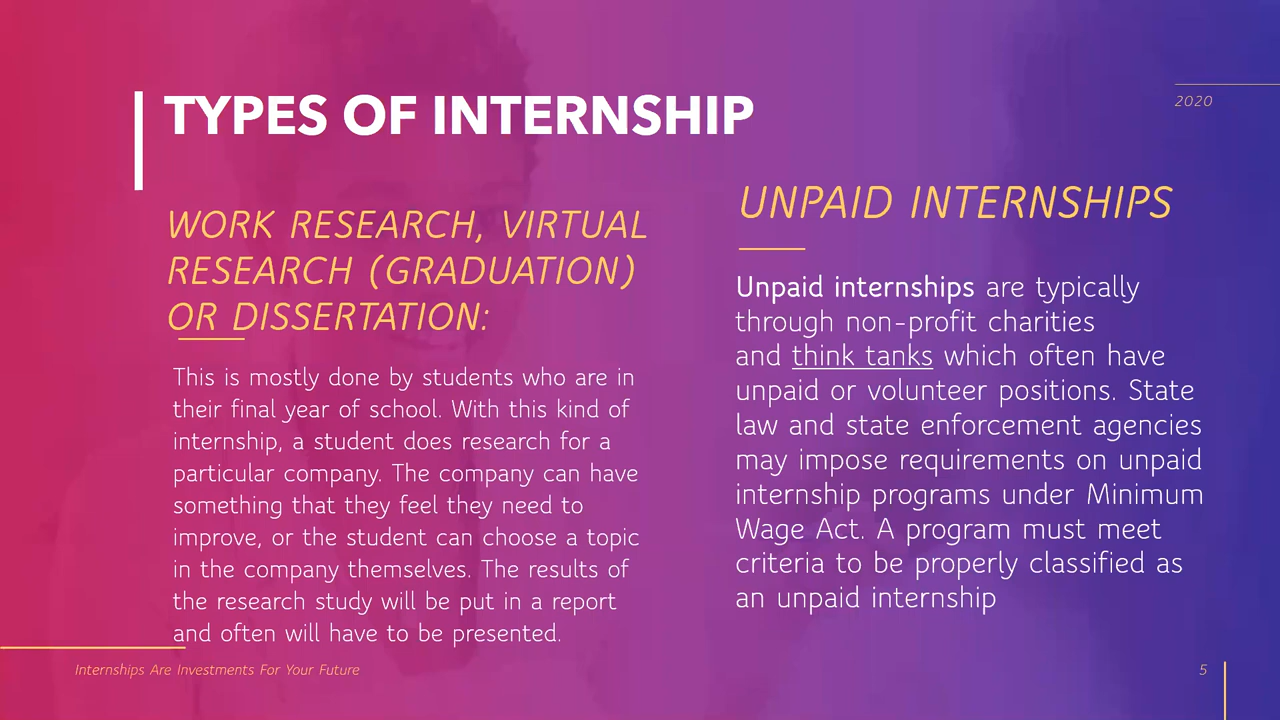 TYPES OF INTERNSHIP
2020
WORK RESEARCH, VIRTUAL
RESEARCH (GRADUATION)
OR DISSERTATION:
This is mostly done by students who are in
their final year of school. With this kind of
internship, a student does research for a
particular company. The company can have
something that they feel they need to
improve, or the student can choose a topic
in the company themselves. The results of
the research study will be put in a report
and often will have to be presented.
UNPAID INTERNSHIPS
Unpaid internships are typically
through non-profit charities
and think tanks which often have
unpaid or volunteer positions. State
law and state enforcement agencies
may impose requirements on unpaid
internship programs under Minimum
Wage Act. A program must meet
criteria to be properly classified as
an unpaid internship
Internships Are Investments For Your Future
5